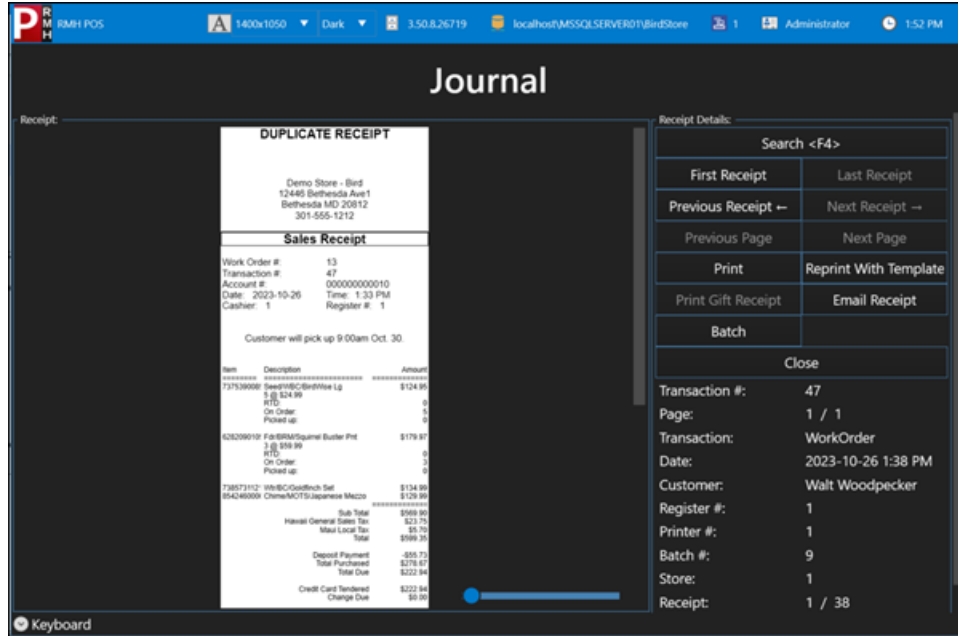 P RMH RMH POS A 1400x1050 Dark 3.50.8.26719 localhost\MSSQLSERVER01\BirdStore 1 Administrator 1:52 PM
Journal
Receipt:
DUPLICATE RECEIPT
Demo Store - Bird
12446 Bethesda Ave1
Bethesda MD 20812
301-555-1212
Sales Receipt
Work Order #: 13
Transaction #: 47
Account #: 000000000010
Date: 2023-10-26 Time: 1:33 PM
Cashier: 1 Register #: 1
Customer will pick up 9:00am Oct. 30.
Item Description Amount
Seed/WBC/BirdWise Lg $124.95
5 @ $24.99
RTD: 0
On Order: 5
Picked up: 0
Fdr/BRM/Squirrel Buster Pnt $179.97
3 @ $59.99
RTD: 0
On Order: 3
Picked up: 0
Wtr/BC/Goldfinch Set $134.99
Chime/MOTS/Japanese Mezzo $129.99
Sub Total $569.90
Hawaii General Sales Tax $23.75
Maui Local Tax $5.70
Total $599.35
Deposit Payment -$55.73
Total Purchased $278.67
Total Due $222.94
Credit Card Tendered $222.94
Change Due $0.00
Receipt Details:
Search <F4>
First Receipt Last Receipt
Previous Receipt ← Next Receipt →
Previous Page Next Page
Print Reprint With Template
Print Gift Receipt Email Receipt
Batch
Close
Transaction #: 47
Page: 1 / 1
Transaction: WorkOrder
Date: 2023-10-26 1:38 PM
Customer: Walt Woodpecker
Register #: 1
Printer #: 1
Batch #: 9
Store: 1
Receipt: 1 / 38
Keyboard